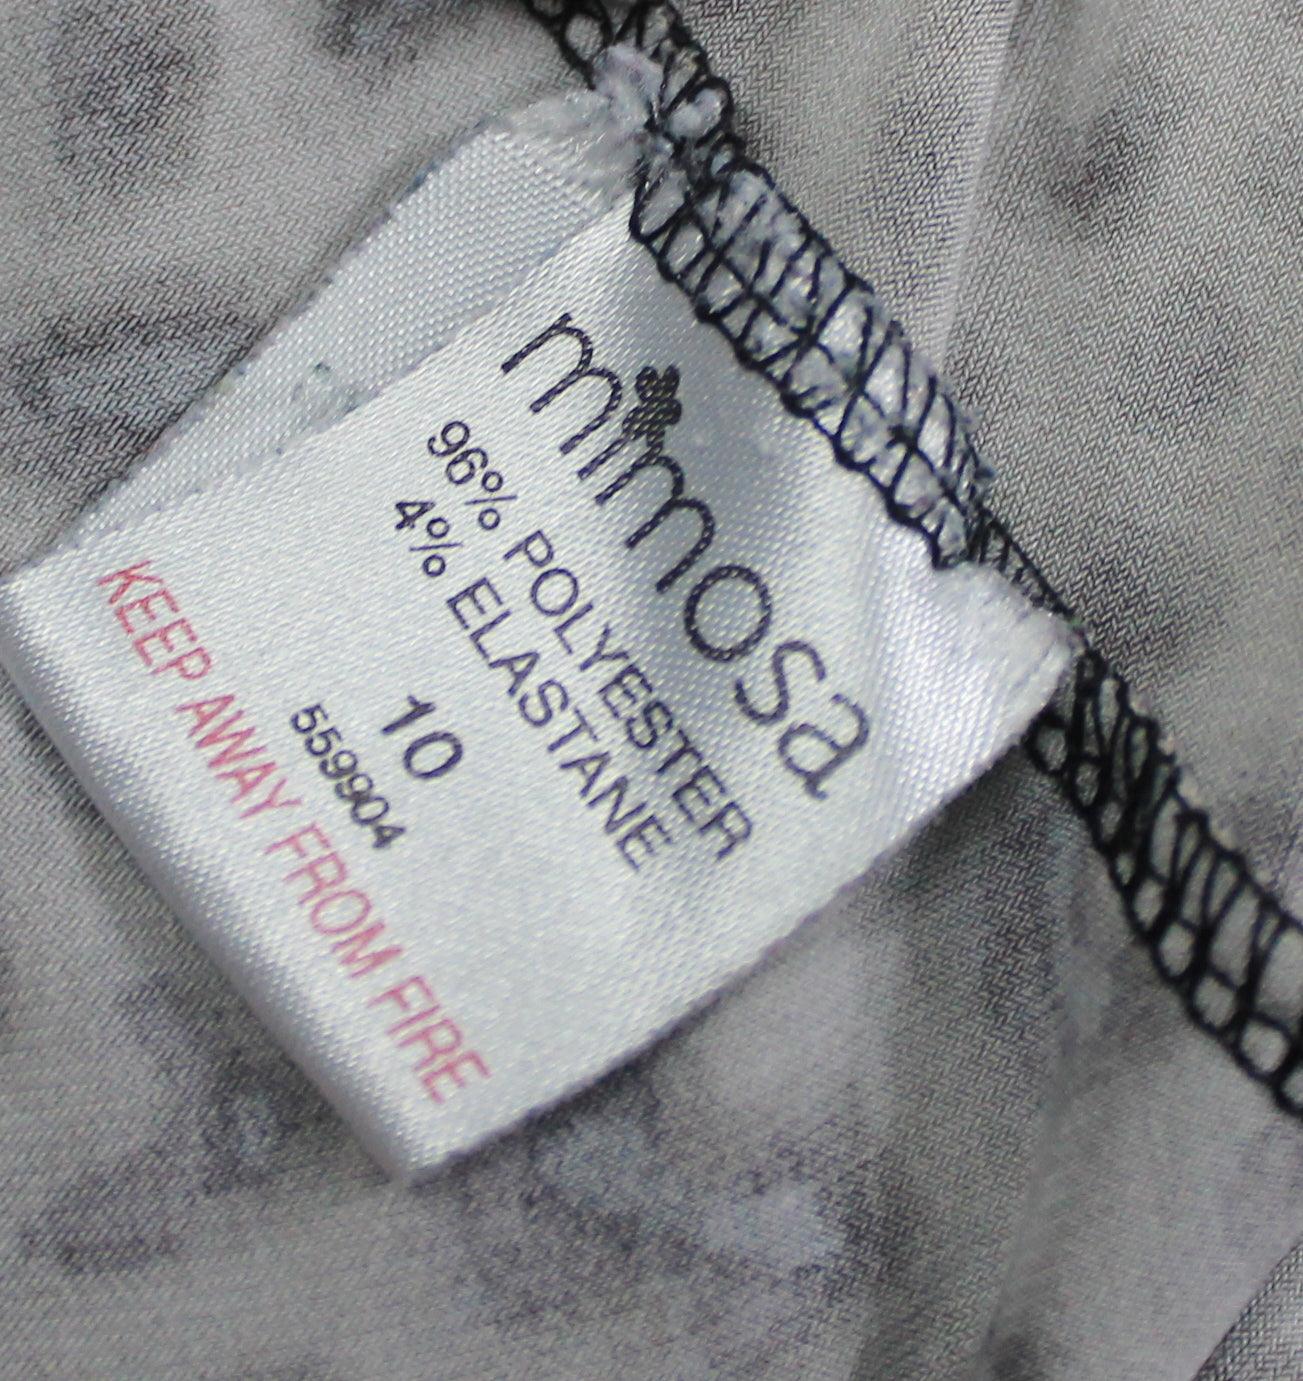 mimosa
96% POLYESTER
4% ELASTANE
10
559904
KEEP AWAY FROM FIRE